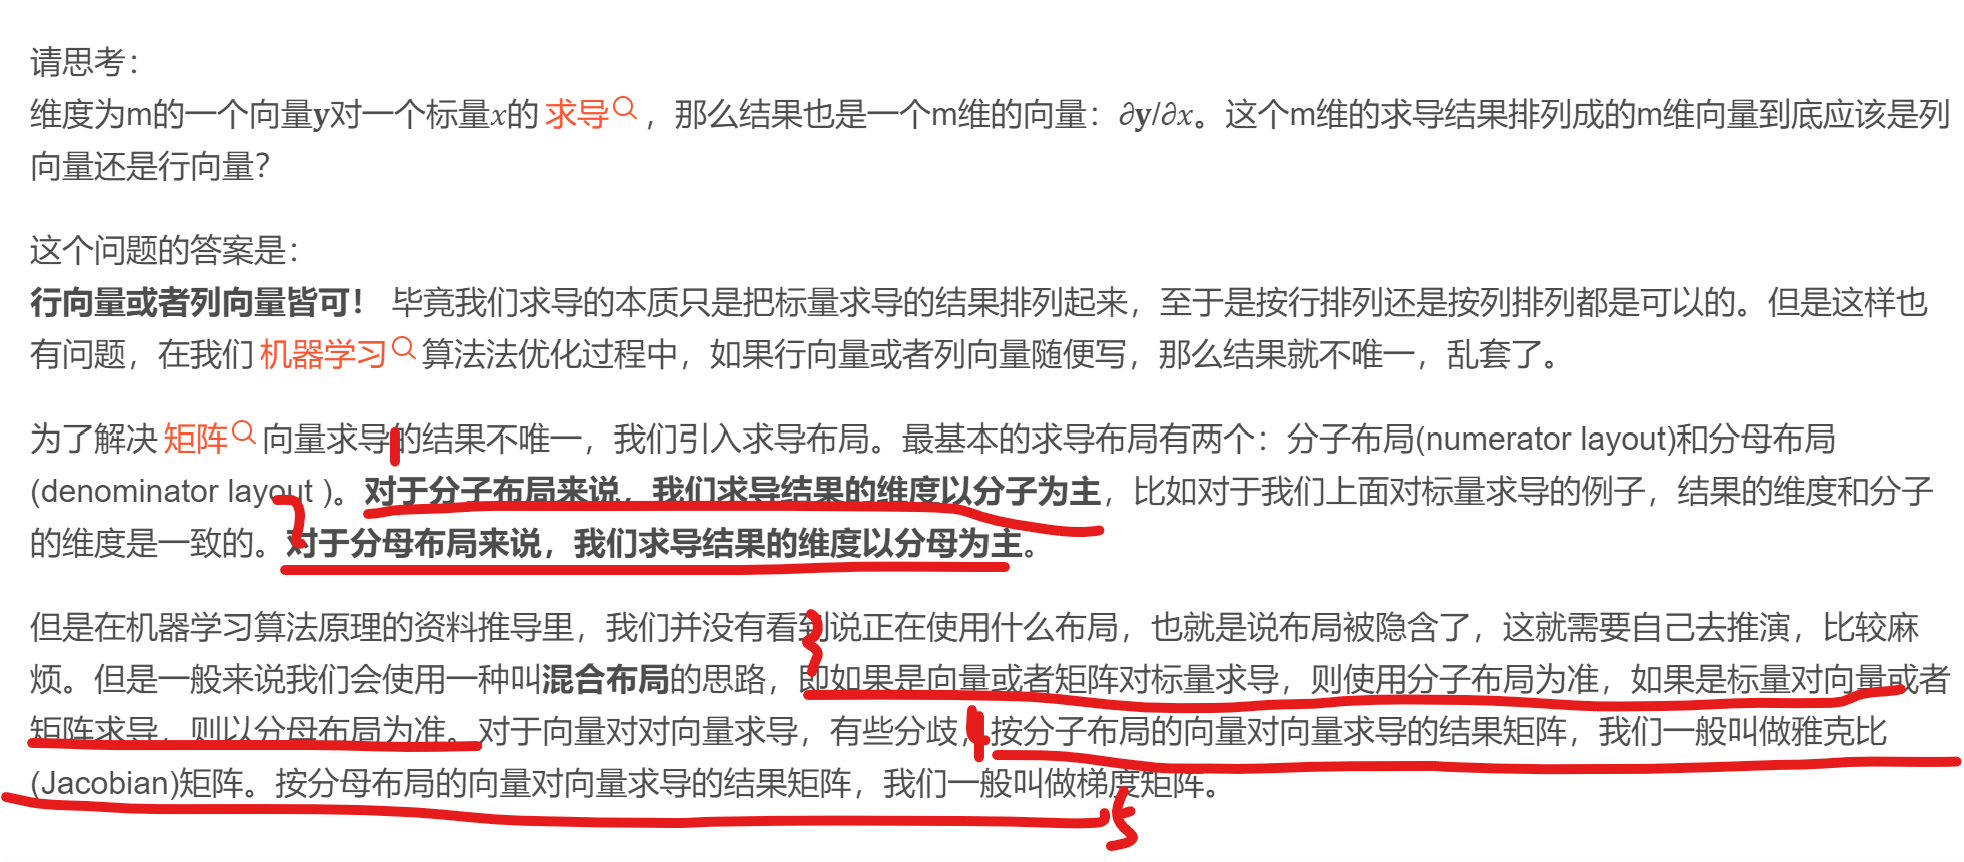 请思考：
维度为m的一个向量y对一个标量x的 求导 ，那么结果也是一个m维的向量：∂y/∂x。这个m维的求导结果排列成的m维向量到底应该是列
向量还是行向量？
这个问题的答案是：
行向量或者列向量皆可！ 毕竟我们求导的本质只是把标量求导的结果排列起来，至于是按行排列还是按列排列都是可以的。但是这样也
有问题，在我们 机器学习 算法法优化过程中，如果行向量或者列向量随便写，那么结果就不唯一，乱套了。
为了解决 矩阵 向量求导的结果不唯一，我们引入求导布局。最基本的求导布局有两个：分子布局(numerator layout)和分母布局
(denominator layout )。对于分子布局来说，我们求导结果的维度以分子为主，比如对于我们上面对标量求导的例子，结果的维度和分子
的维度是一致的。对于分母布局来说，我们求导结果的维度以分母为主。
但是在机器学习算法原理的资料推导里，我们并没有看到说正在使用什么布局，也就是说布局被隐含了，这就需要自己去推演，比较麻
烦。但是一般来说我们会使用一种叫混合布局的思路，即如果是向量或者矩阵对标量求导，则使用分子布局为准，如果是标量对向量或者
矩阵求导，则以分母布局为准。对于向量对对向量求导，有些分歧，按分子布局的向量对向量求导的结果矩阵，我们一般叫做雅克比
(Jacobian)矩阵。按分母布局的向量对向量求导的结果矩阵，我们一般叫做梯度矩阵。